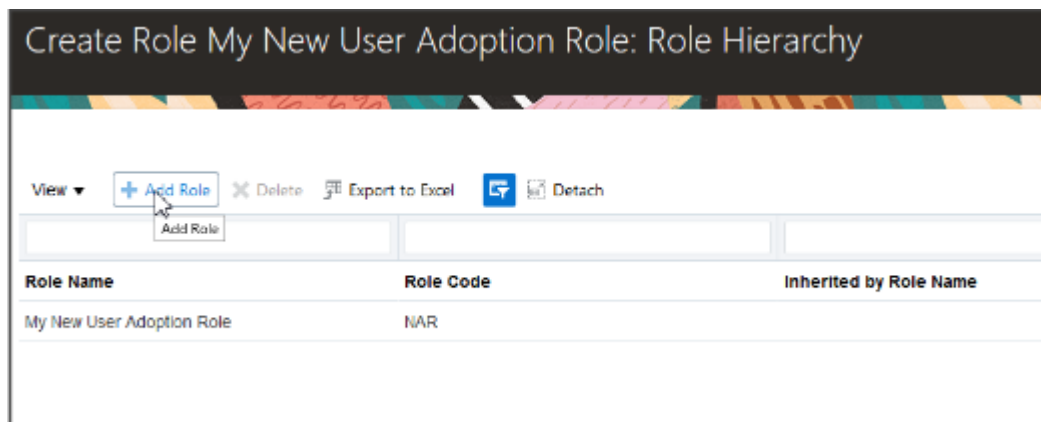 Create Role My New User Adoption Role: Role Hierarchy
View ▼ Add Role Delete Export to Excel Detach
Add Role
Role Name Role Code Inherited by Role Name
My New User Adoption Role NAR